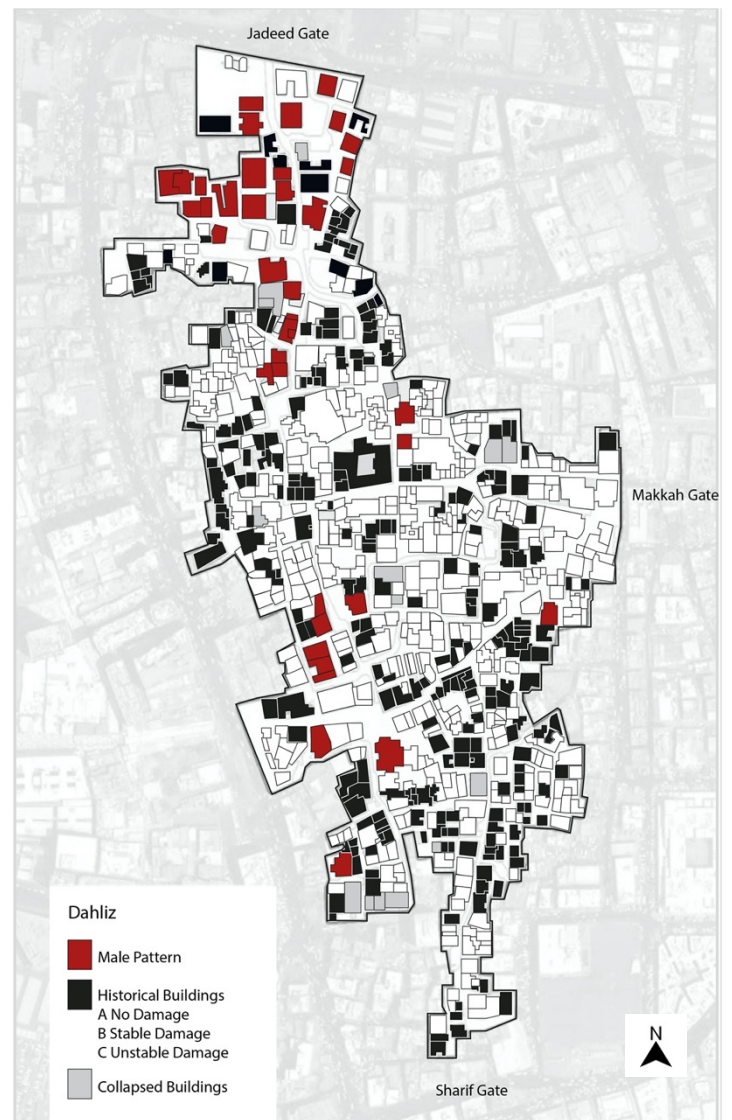 Jadeed Gate
Makkah Gate
Dahliz
Male Pattern
Historical Buildings
A No Damage
B Stable Damage
C Unstable Damage
Collapsed Buildings
N
Sharif Gate